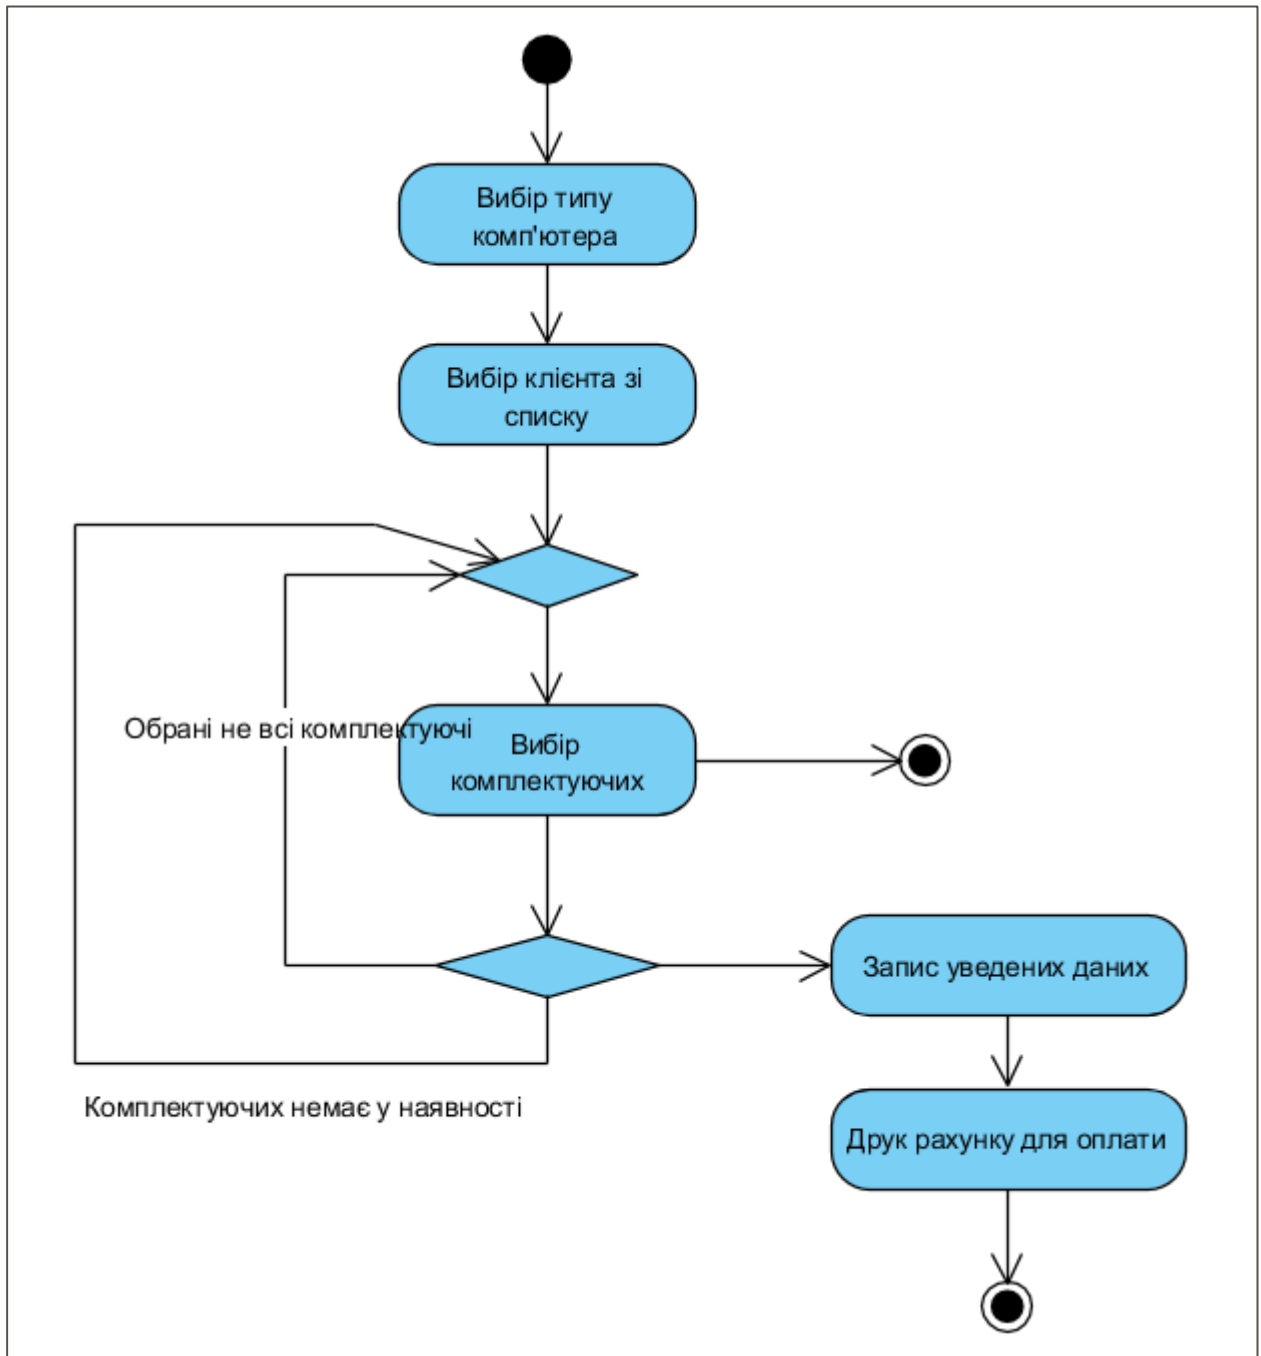 Вибір типу
комп'ютера
Вибір клієнта зі
списку
Обрані не всі комплектуючі
Вибір
комплектуючих
Запис уведених даних
Комплектуючих немає у наявності
Друк рахунку для оплати